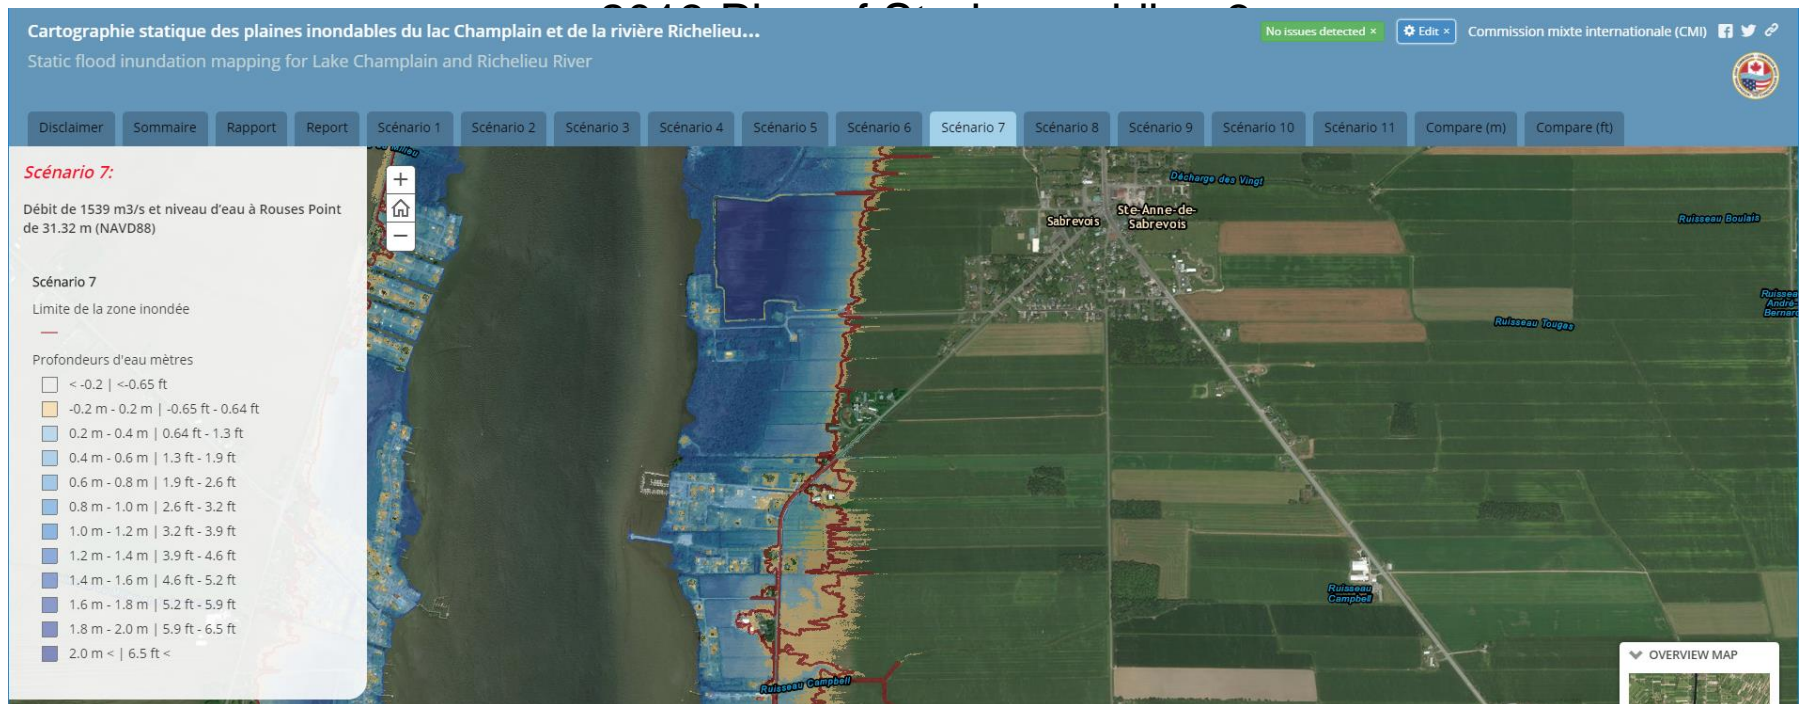 Cartographie statique des plaines inondables du lac Champlain et de la rivière Richelieu...
No issues detected ×
Edit ×
Commission mixte internationale (CMI)
Static flood inundation mapping for Lake Champlain and Richelieu River
Disclaimer
Sommaire
Rapport
Report
Scénario 1
Scénario 2
Scénario 3
Scénario 4
Scénario 5
Scénario 6
Scénario 7
Scénario 8
Scénario 9
Scénario 10
Scénario 11
Compare (m)
Compare (ft)
Scénario 7:
Débit de 1539 m3/s et niveau d'eau à Rouses Point
de 31.32 m (NAVD88)
Scénario 7
Limite de la zone inondée
Profondeurs d'eau mètres
< -0.2 | <-0.65 ft
-0.2 m - 0.2 m | -0.65 ft - 0.64 ft
0.2 m - 0.4 m | 0.64 ft - 1.3 ft
0.4 m - 0.6 m | 1.3 ft - 1.9 ft
0.6 m - 0.8 m | 1.9 ft - 2.6 ft
0.8 m - 1.0 m | 2.6 ft - 3.2 ft
1.0 m - 1.2 m | 3.2 ft - 3.9 ft
1.2 m - 1.4 m | 3.9 ft - 4.6 ft
1.4 m - 1.6 m | 4.6 ft - 5.2 ft
1.6 m - 1.8 m | 5.2 ft - 5.9 ft
1.8 m - 2.0 m | 5.9 ft - 6.5 ft
2.0 m < | 6.5 ft <
+
−
Décharge des Vingt
Sabrevois
Ste-Anne-de-
Sabrevois
Ruisseau Boulais
Ruisseau Tougas
Ruissea
André-
Bernard
Ruisseau
Campbell
Ruisseau Campbell
OVERVIEW MAP